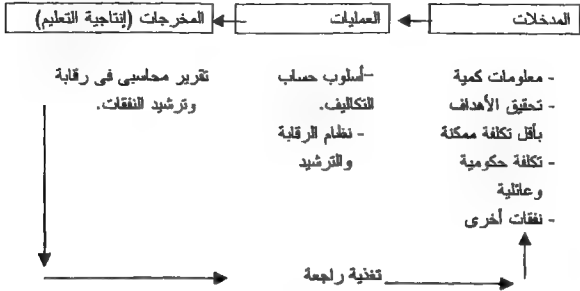 المدخلات
العمليات
المخرجات (إنتاجية التعليم)
- معلومات كمية
- تحقيق الأهداف
بأقل تكلفة ممكنة
- تكلفة حكومية
وعائلية
- نفقات أخرى
-أسلوب حساب
التكاليف.
- نظام الرقابة
والترشيد
تقرير محاسبى فى رقابة
وترشيد النفقات.
تغذية راجعة